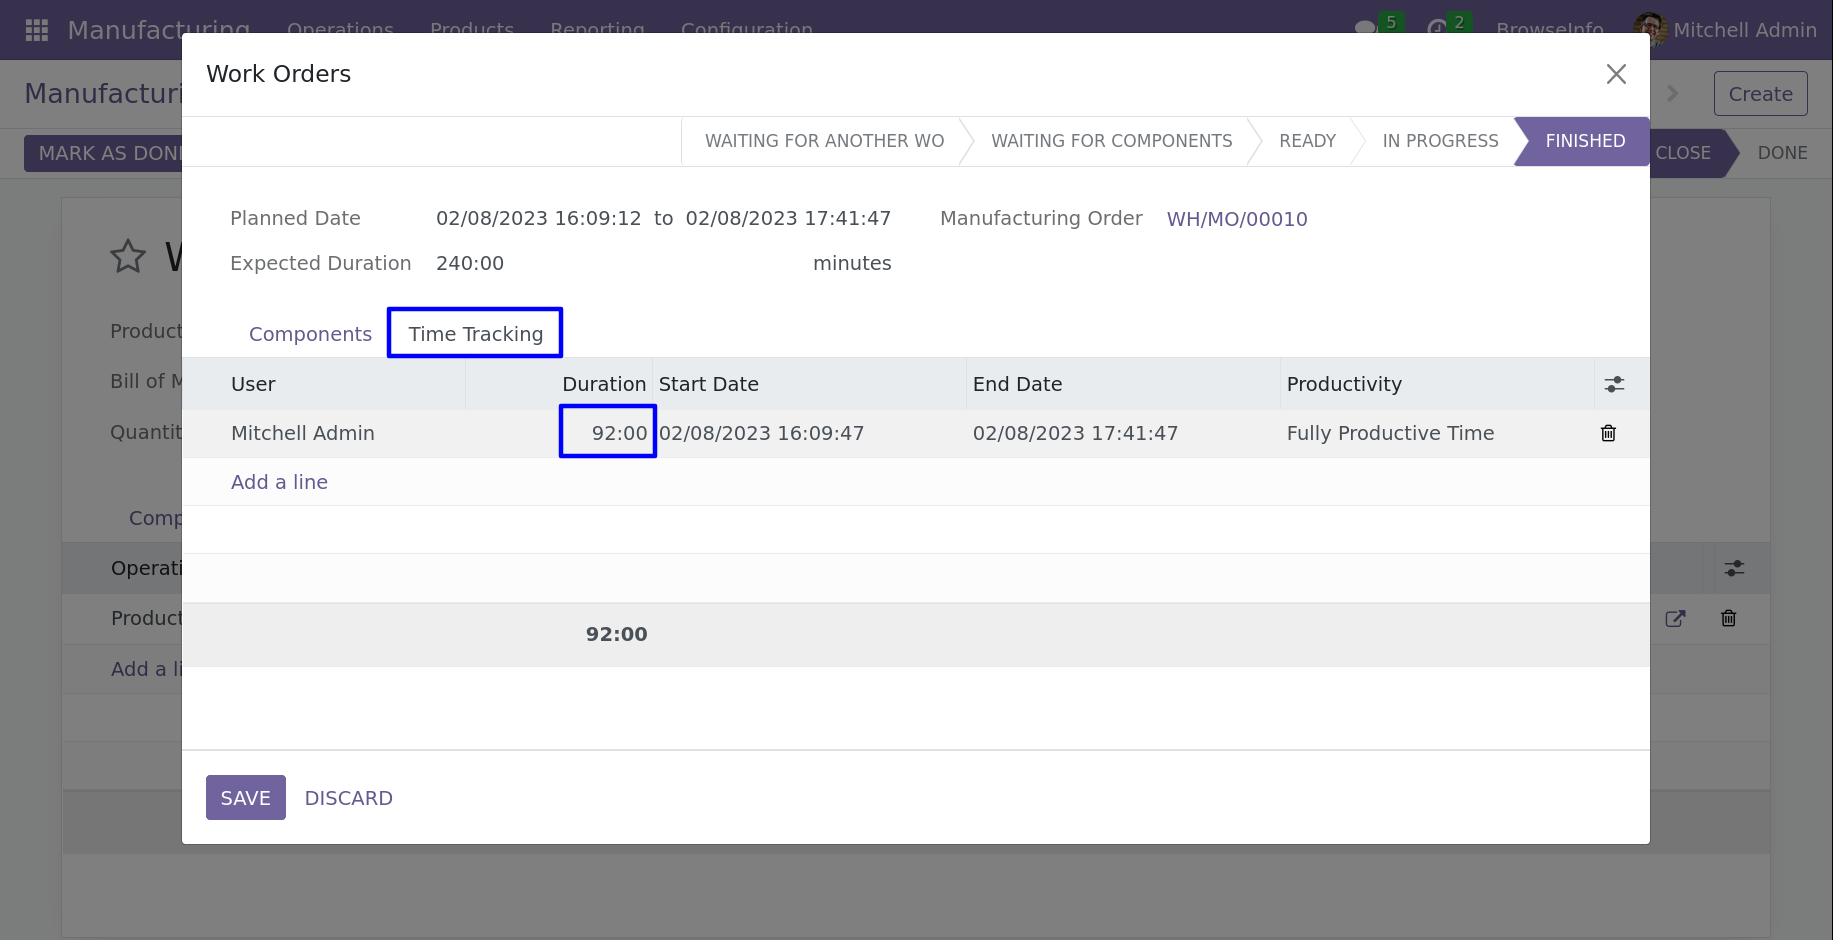 Manufacturing Operations Products Reporting Configuration 5 2 BrowseInfo Mitchell Admin
Work Orders
Create
MARK AS DON
WAITING FOR ANOTHER WO WAITING FOR COMPONENTS READY IN PROGRESS FINISHED
CLOSE DONE
Planned Date 02/08/2023 16:09:12 to 02/08/2023 17:41:47 Manufacturing Order WH/MO/00010
Expected Duration 240:00 minutes
Product
Components Time Tracking
User Duration Start Date End Date Productivity
Bill of M
Mitchell Admin 92:00 02/08/2023 16:09:47 02/08/2023 17:41:47 Fully Productive Time
Quantit
Add a line
Comp
Operati
Product
92:00
Add a li
SAVE DISCARD